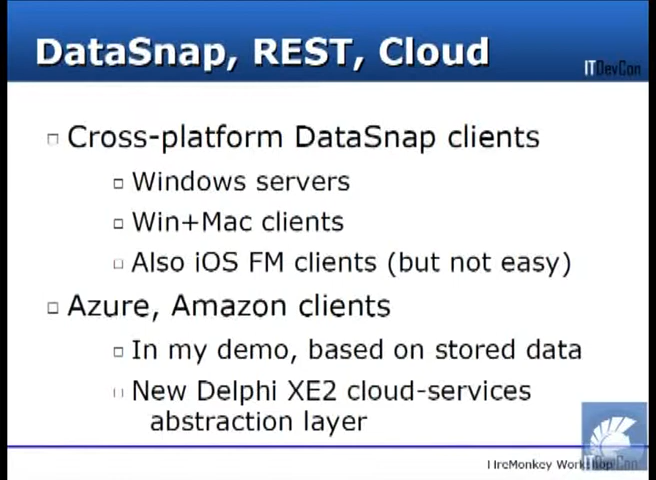 DataSnap, REST, Cloud
ITDevCon
Cross-platform DataSnap clients
Windows servers
Win+Mac clients
Also iOS FM clients (but not easy)
Azure, Amazon clients
In my demo, based on stored data
New Delphi XE2 cloud-services
abstraction layer
FireMonkey Workshop
ITDevCon